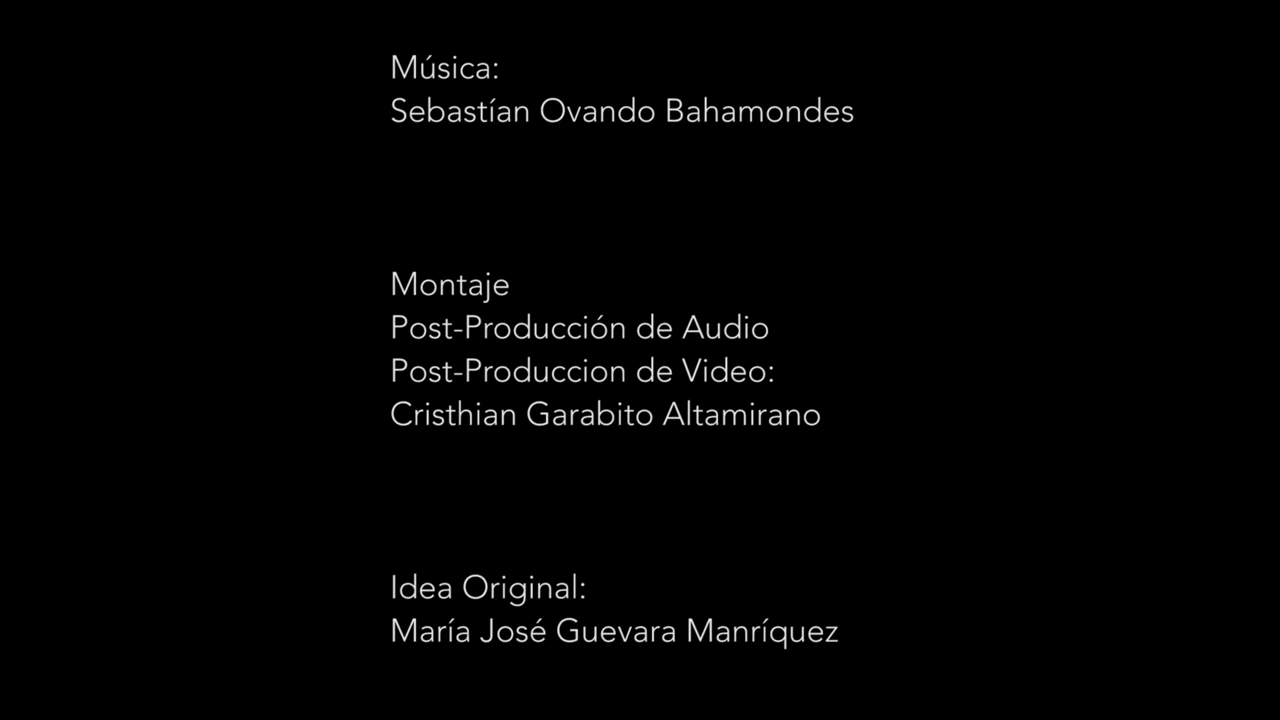 Música:
Sebastían Ovando Bahamondes
Montaje
Post-Producción de Audio
Post-Produccion de Video:
Cristhian Garabito Altamirano
Idea Original:
María José Guevara Manríquez